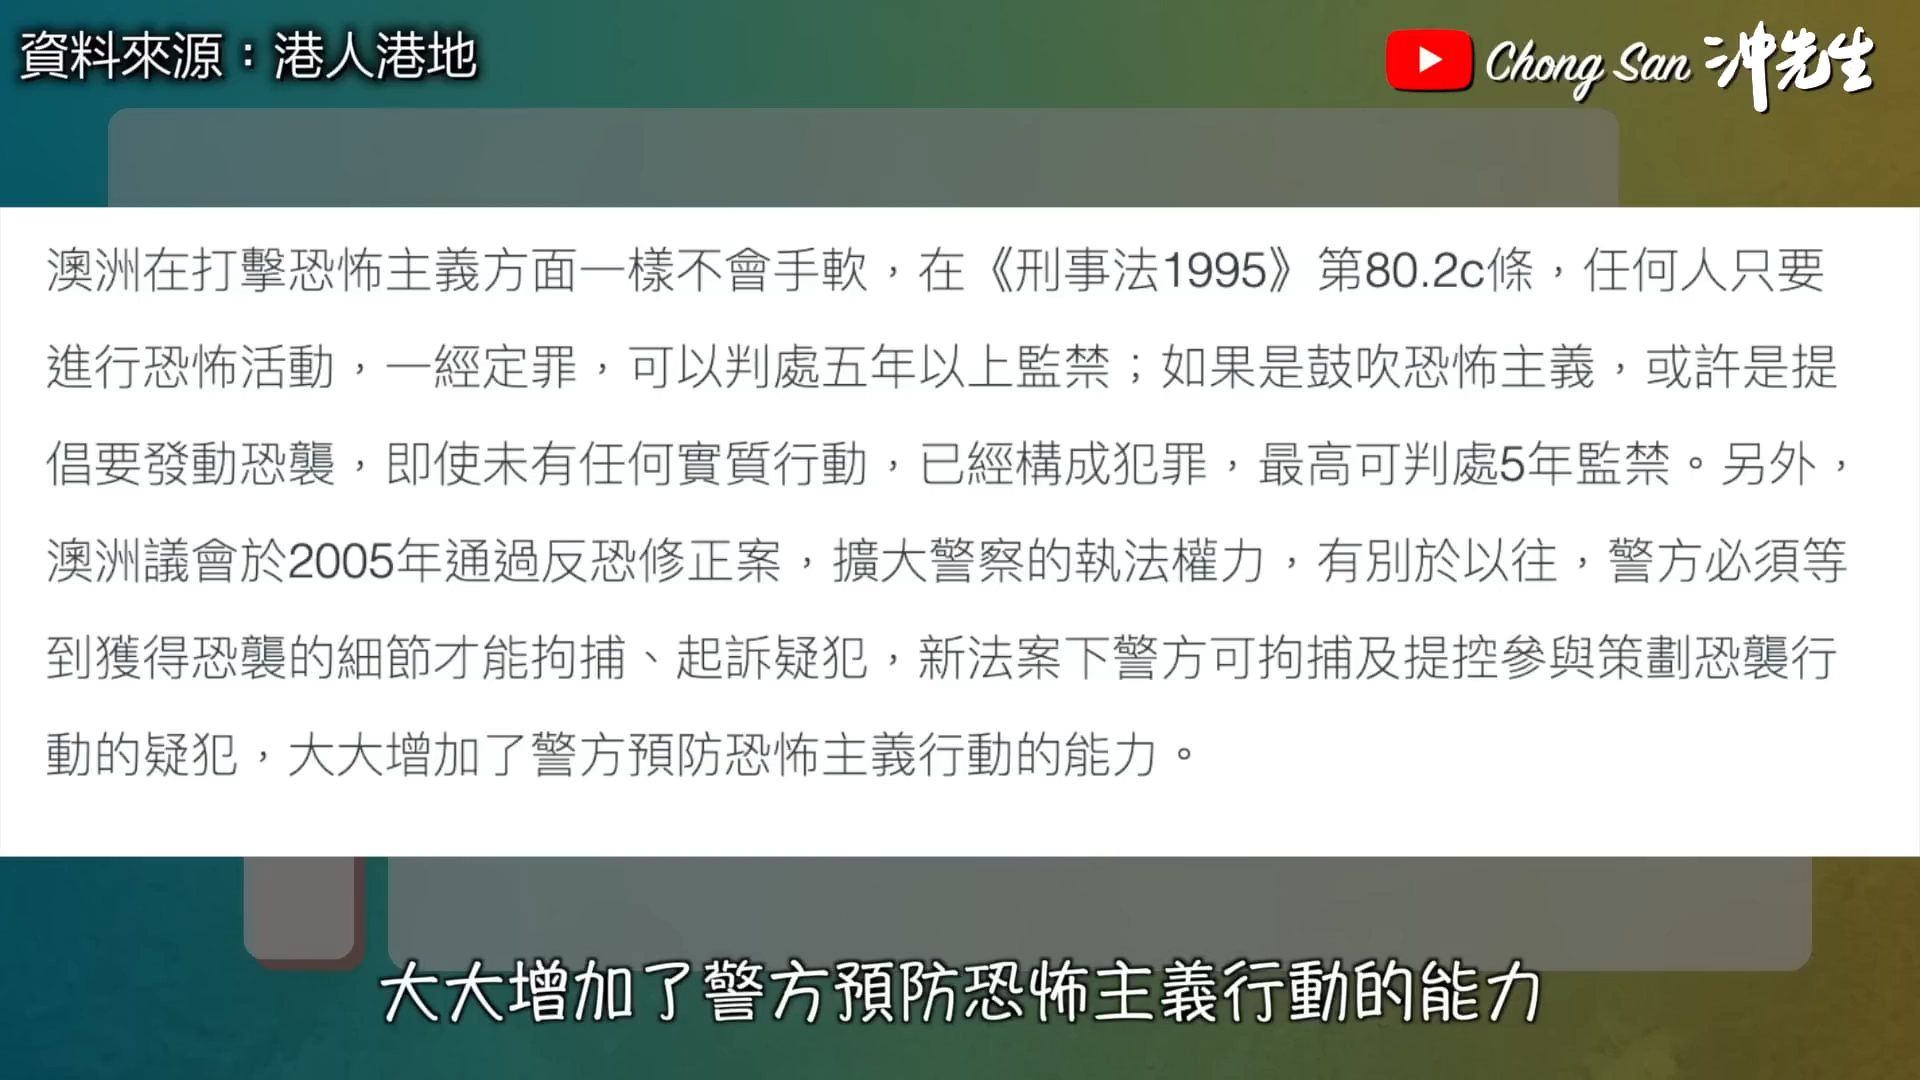 資料來源：港人港地
Chong San 沖先生
澳洲在打擊恐怖主義方面一樣不會手軟，在《刑事法1995》第80.2c條，任何人只要
進行恐怖活動，一經定罪，可以判處五年以上監禁；如果是鼓吹恐怖主義，或許是提
倡要發動恐襲，即使未有任何實質行動，已經構成犯罪，最高可判處5年監禁。另外，
澳洲議會於2005年通過反恐修正案，擴大警察的執法權力，有別於以往，警方必須等
到獲得恐襲的細節才能拘捕、起訴疑犯，新法案下警方可拘捕及提控參與策劃恐襲行
動的疑犯，大大增加了警方預防恐怖主義行動的能力。
大大增加了警方預防恐怖主義行動的能力